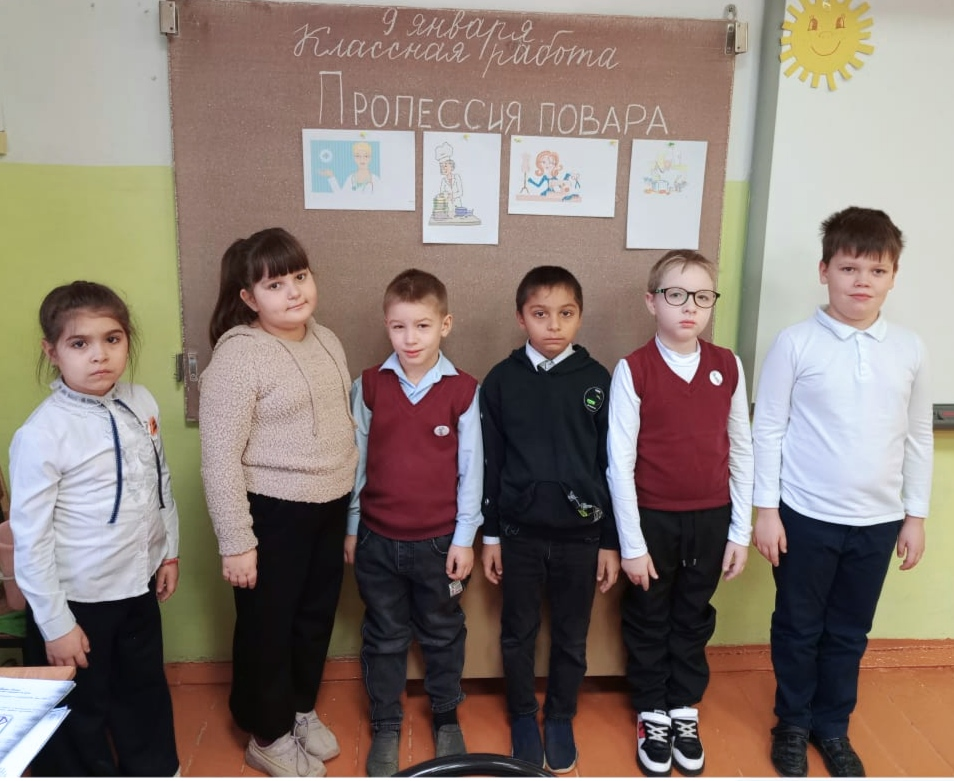 9 января
Классная работа
Пропессия повара